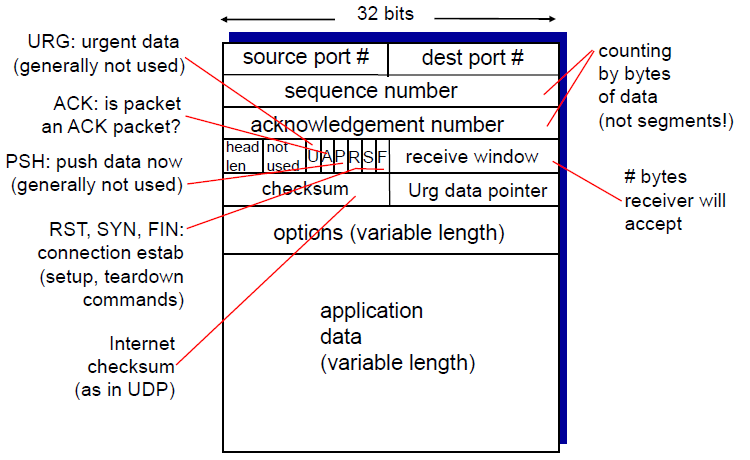 32 bits
URG: urgent data
(generally not used)
ACK: is packet
an ACK packet?
PSH: push data now
(generally not used)
RST, SYN, FIN:
connection estab
(setup, teardown
commands)
Internet
checksum
(as in UDP)
source port #
dest port #
sequence number
acknowledgement number
head
len
not
used
U A P R S F
receive window
checksum
Urg data pointer
options (variable length)
application
data
(variable length)
counting
by bytes
of data
(not segments!)
# bytes
receiver will
accept